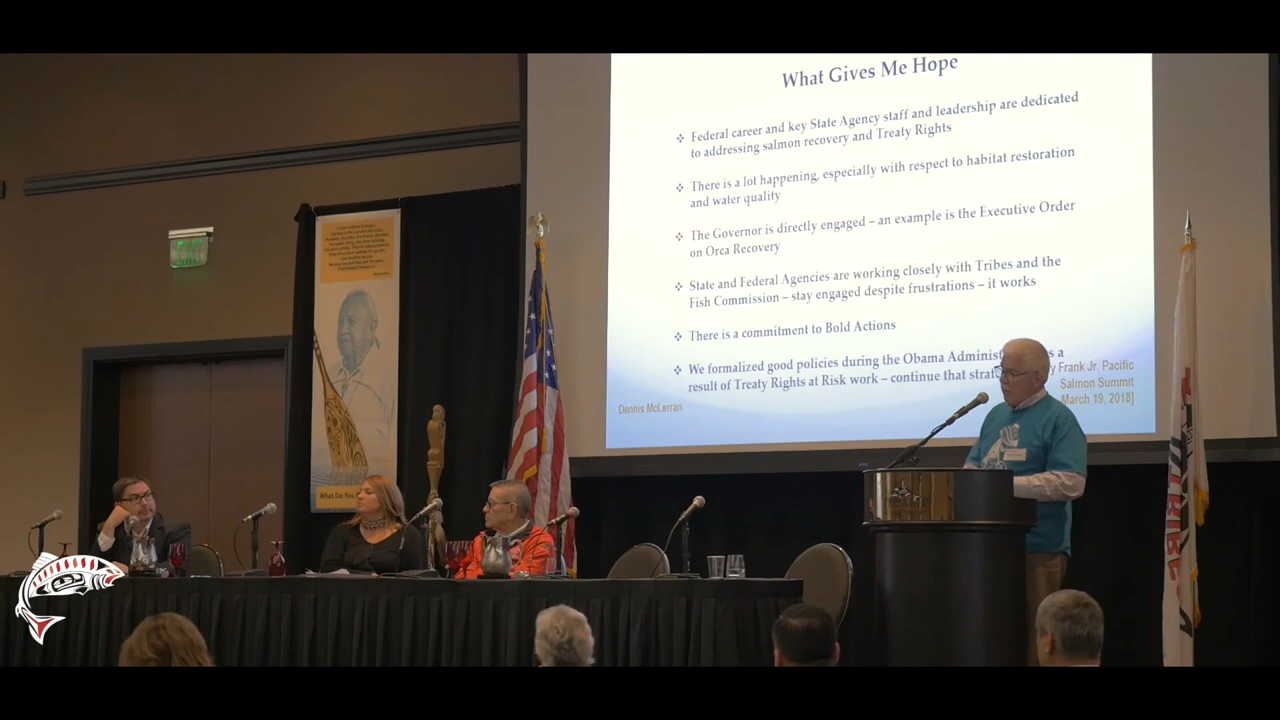 What Gives Me Hope
❖ Federal career and key State Agency staff and leadership are dedicated
to addressing salmon recovery and Treaty Rights
❖ There is a lot happening, especially with respect to habitat restoration
and water quality
❖ The Governor is directly engaged – an example is the Executive Order
on Orca Recovery
❖ State and Federal Agencies are working closely with Tribes and the
Fish Commission – stay engaged despite frustrations – it works
❖ There is a commitment to Bold Actions
❖ We formalized good policies during the Obama a
result of Treaty Rights at Risk work – continue that
Dennis McLerran
Frank Jr. Pacific
Salmon Summit
March 19, 2018]
What Do You